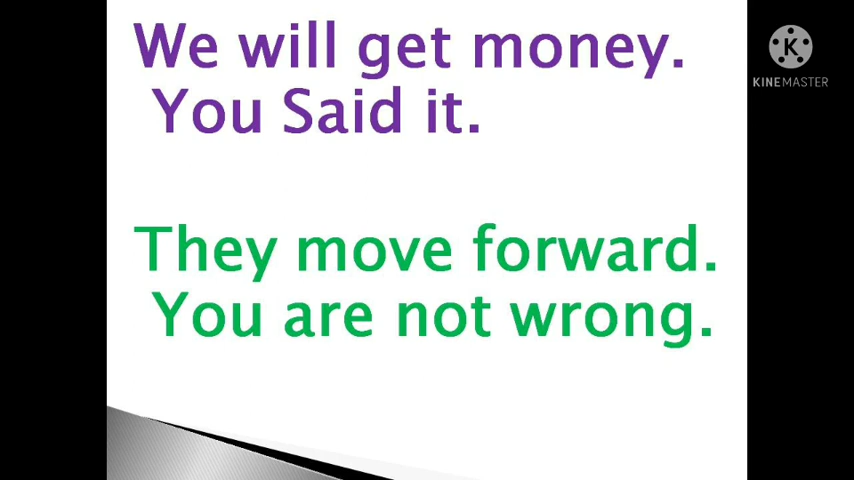 We will get money.
You Said it.
They move forward.
You are not wrong.
K
KINEMASTER